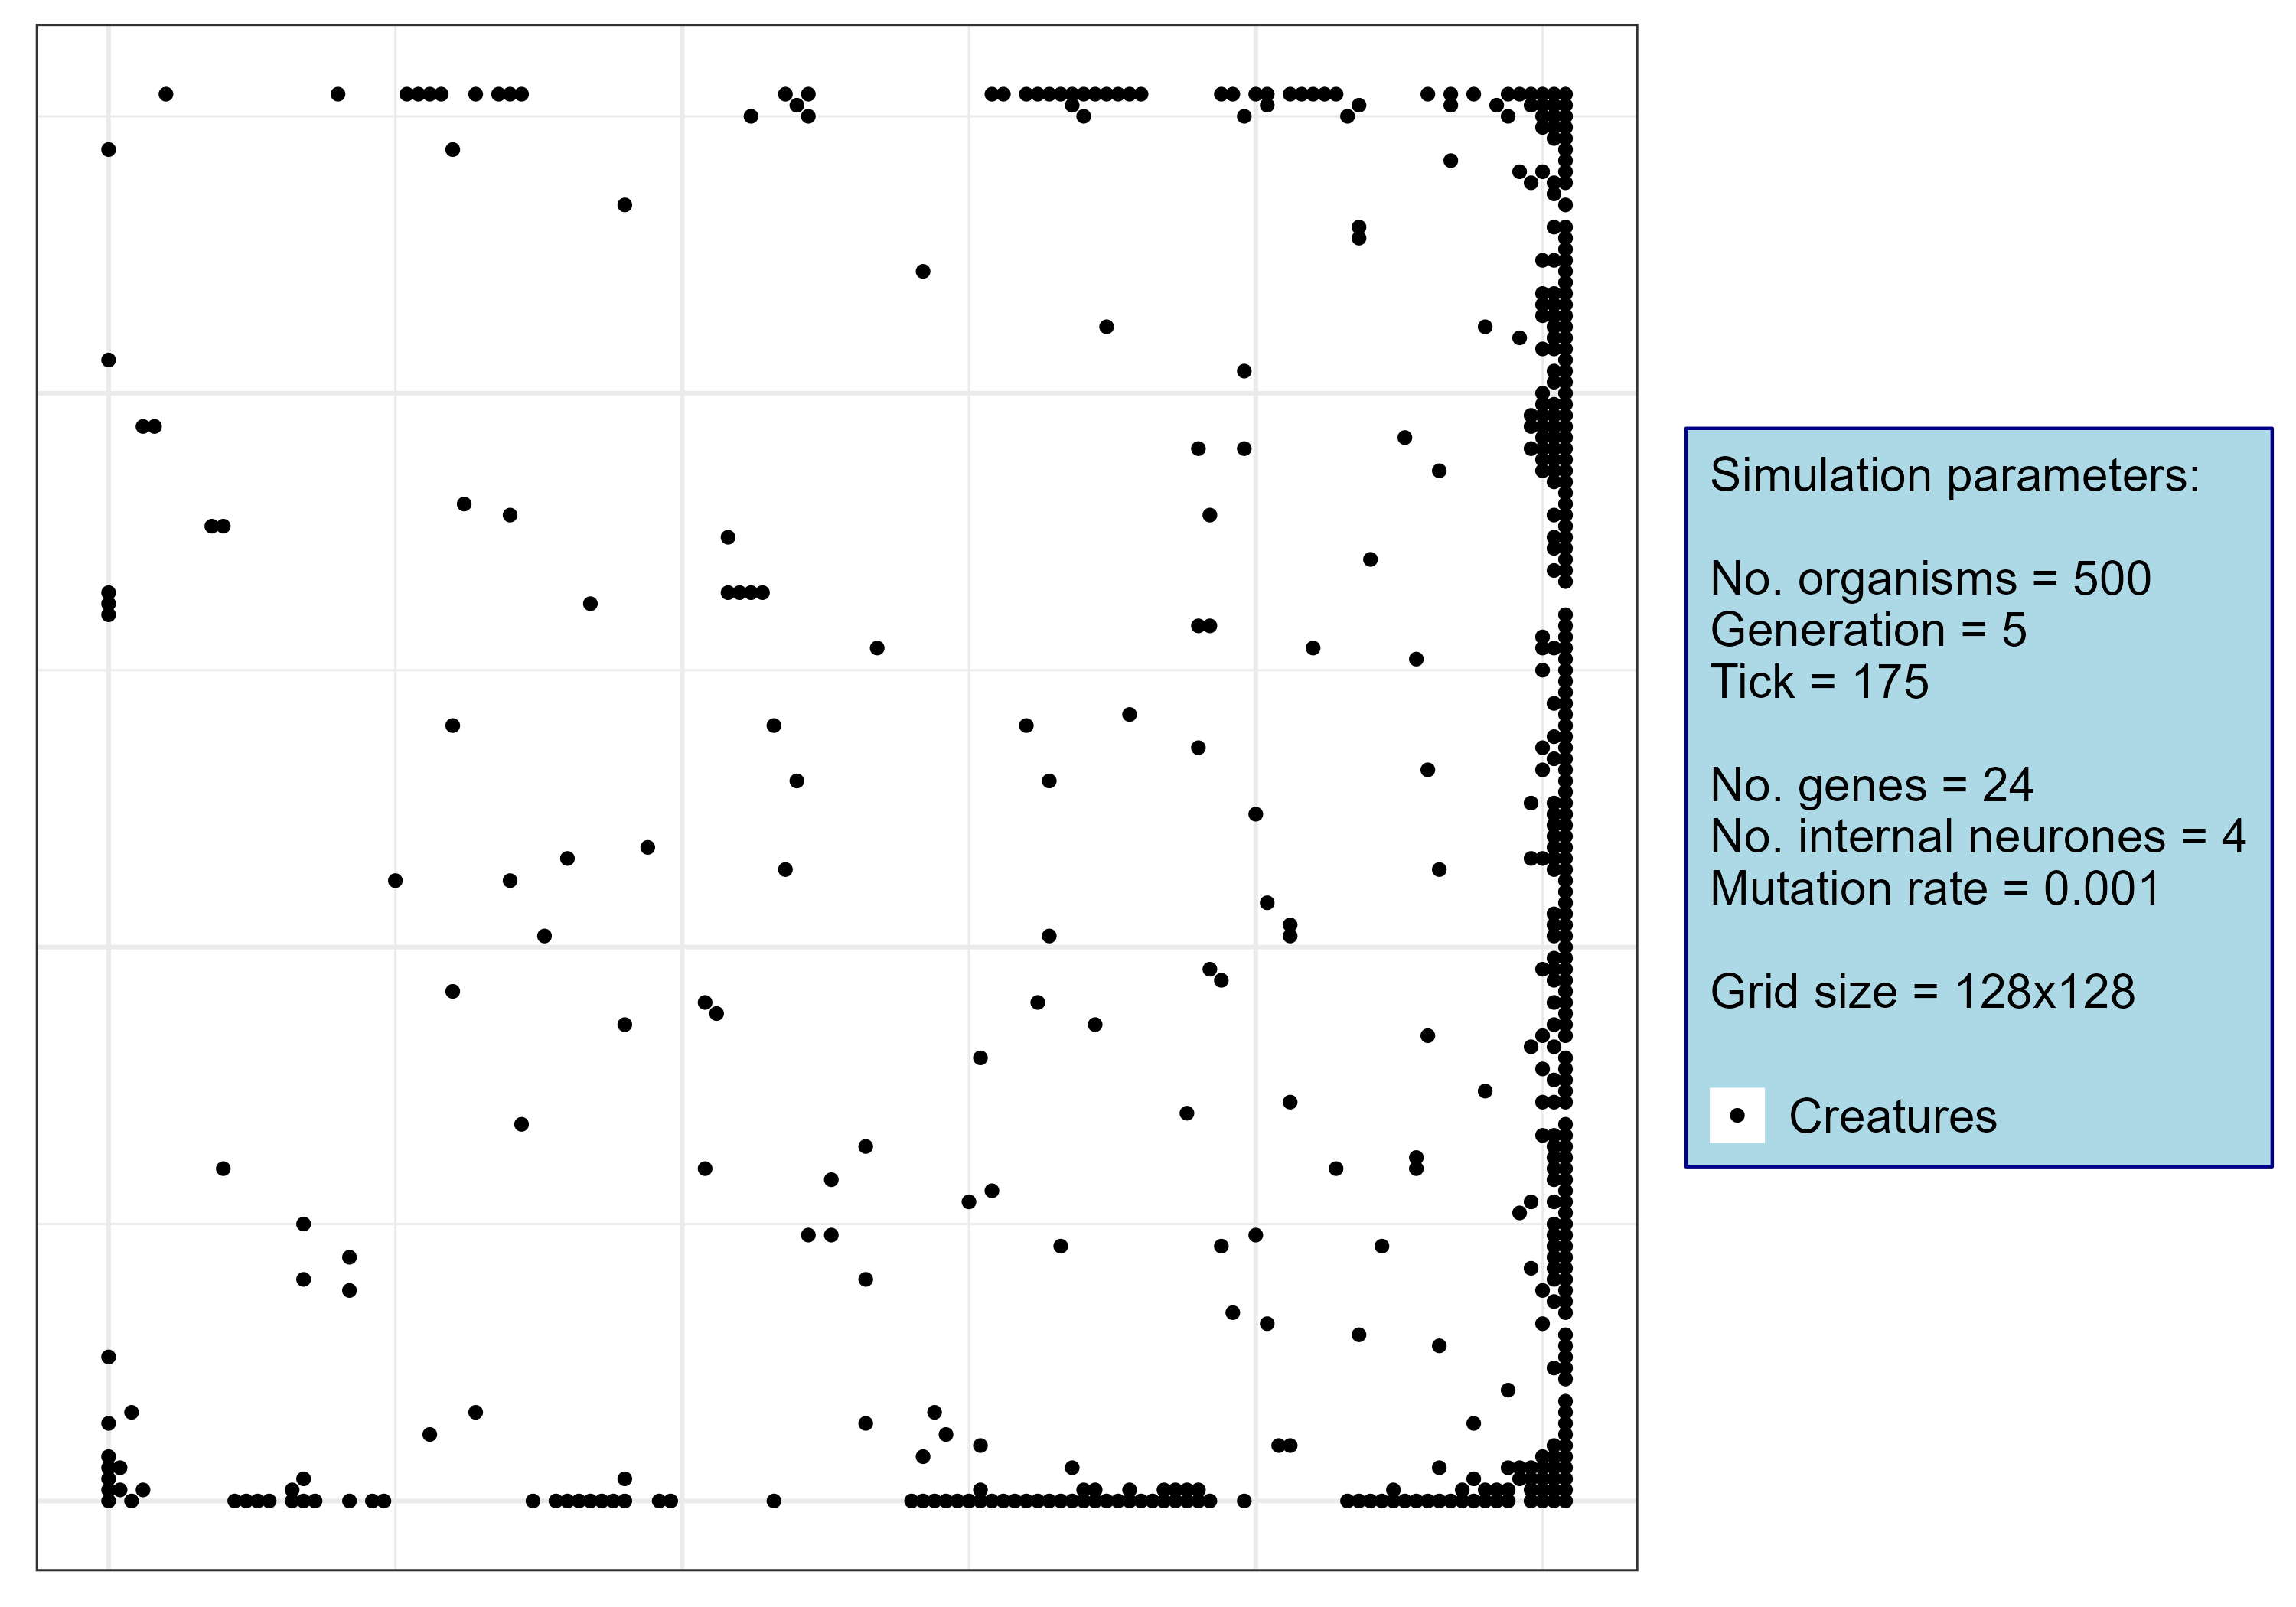 Simulation parameters:
No. organisms = 500
Generation = 5
Tick = 175
No. genes = 24
No. internal neurones = 4
Mutation rate = 0.001
Grid size = 128x128
Creatures